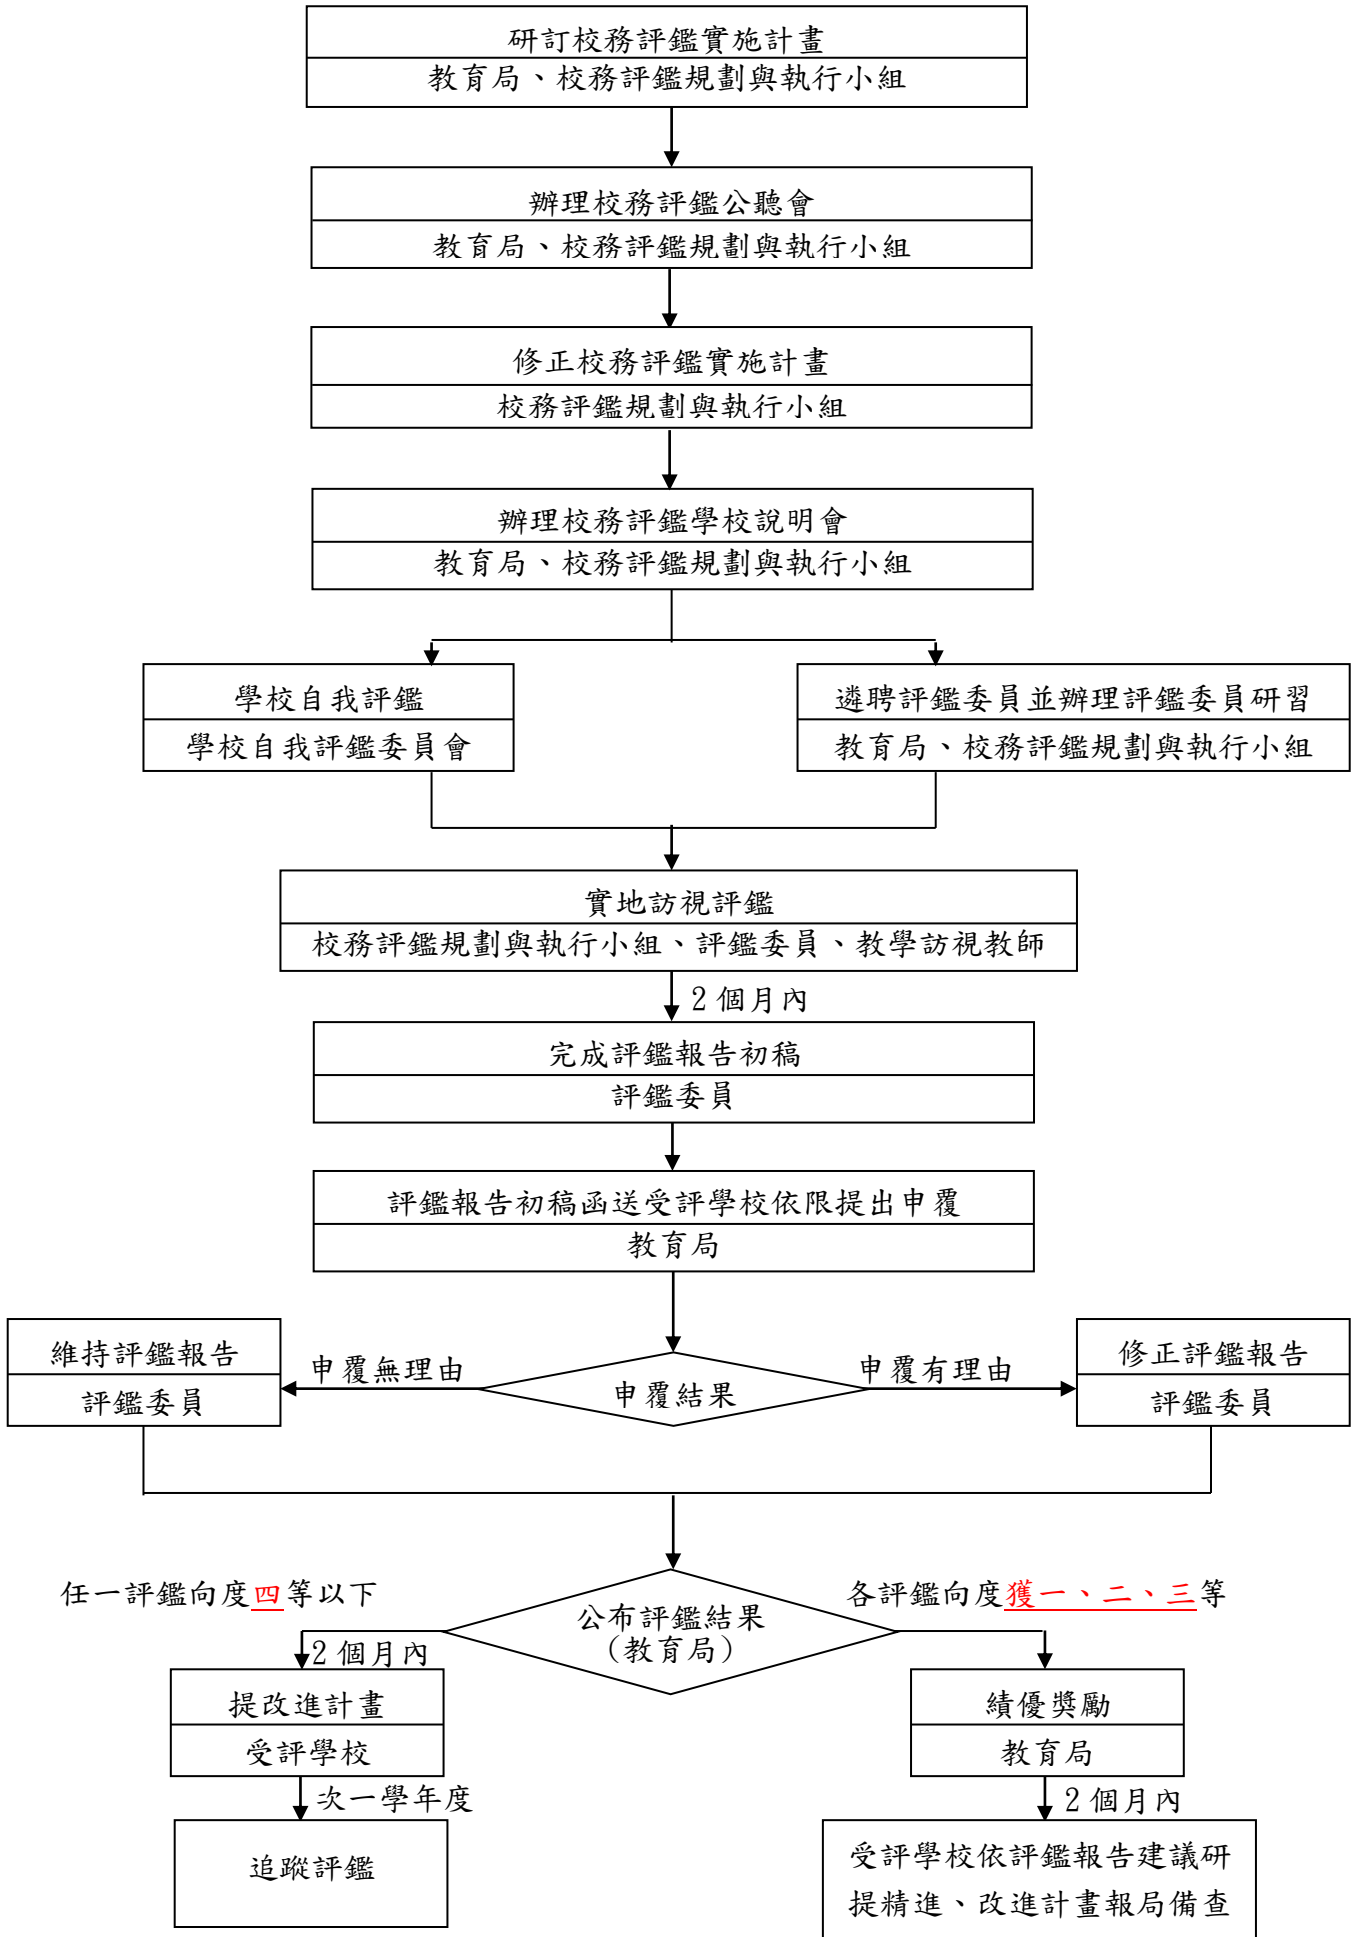 研訂校務評鑑實施計畫
教育局、校務評鑑規劃與執行小組
辦理校務評鑑公聽會
教育局、校務評鑑規劃與執行小組
修正校務評鑑實施計畫
校務評鑑規劃與執行小組
辦理校務評鑑學校說明會
教育局、校務評鑑規劃與執行小組
學校自我評鑑
學校自我評鑑委員會
遴聘評鑑委員並辦理評鑑委員研習
教育局、校務評鑑規劃與執行小組
實地訪視評鑑
校務評鑑規劃與執行小組、評鑑委員、教學訪視教師
2個月內
完成評鑑報告初稿
評鑑委員
評鑑報告初稿函送受評學校依限提出申覆
教育局
維持評鑑報告
評鑑委員
申覆無理由
申覆結果
申覆有理由
修正評鑑報告
評鑑委員
任一評鑑向度四等以下
公布評鑑結果
(教育局)
各評鑑向度獲一、二、三等
2個月內
提改進計畫
受評學校
次一學年度
追蹤評鑑
績優獎勵
教育局
2個月內
受評學校依評鑑報告建議研
提精進、改進計畫報局備查